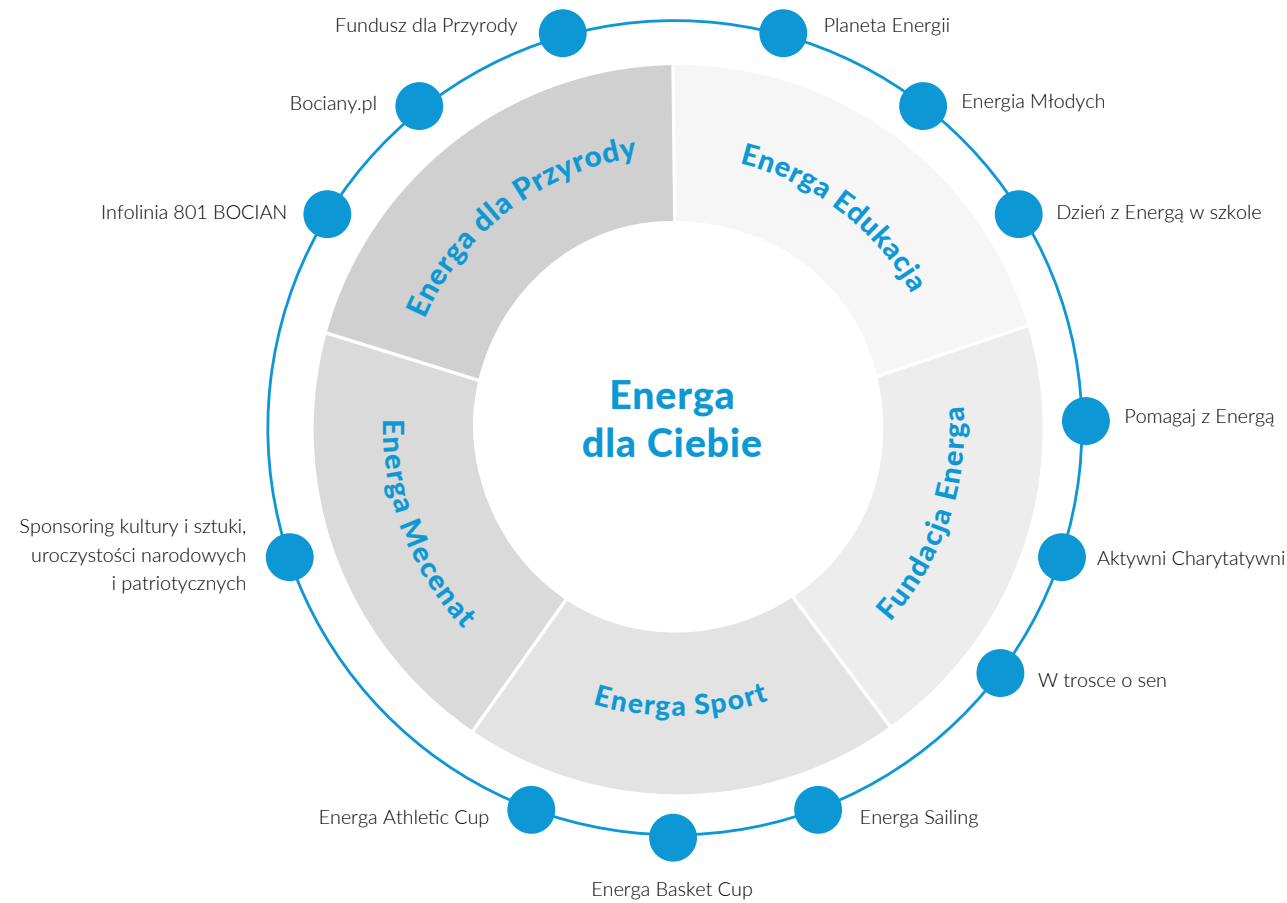 Fundusz dla Przyrody
Planeta Energii
Bociany.pl
Energia Młodych
Infolinia 801 BOCIAN
Dzień z Energą w szkole
Energa dla Przyrody
Energa Edukacja
Energa
dla Ciebie
Energa Mecenat
Fundacja Energa
Pomagaj z Energą
Sponsoring kultury i sztuki,
uroczystości narodowych
i patriotycznych
Aktywni Charytatywni
W trosce o sen
Energa Sport
Energa Athletic Cup
Energa Sailing
Energa Basket Cup